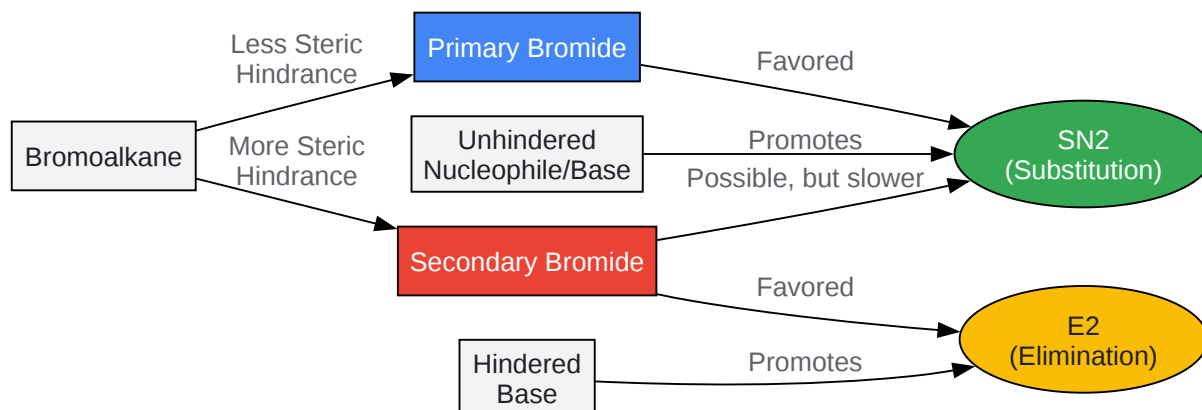 Less Steric
Hindrance
Primary Bromide
Favored
Bromoalkane
More Steric
Hindrance
Unhindered
Nucleophile/Base
Promotes
SN2
(Substitution)
Possible, but slower
Secondary Bromide
Favored
E2
(Elimination)
Hindered
Base
Promotes